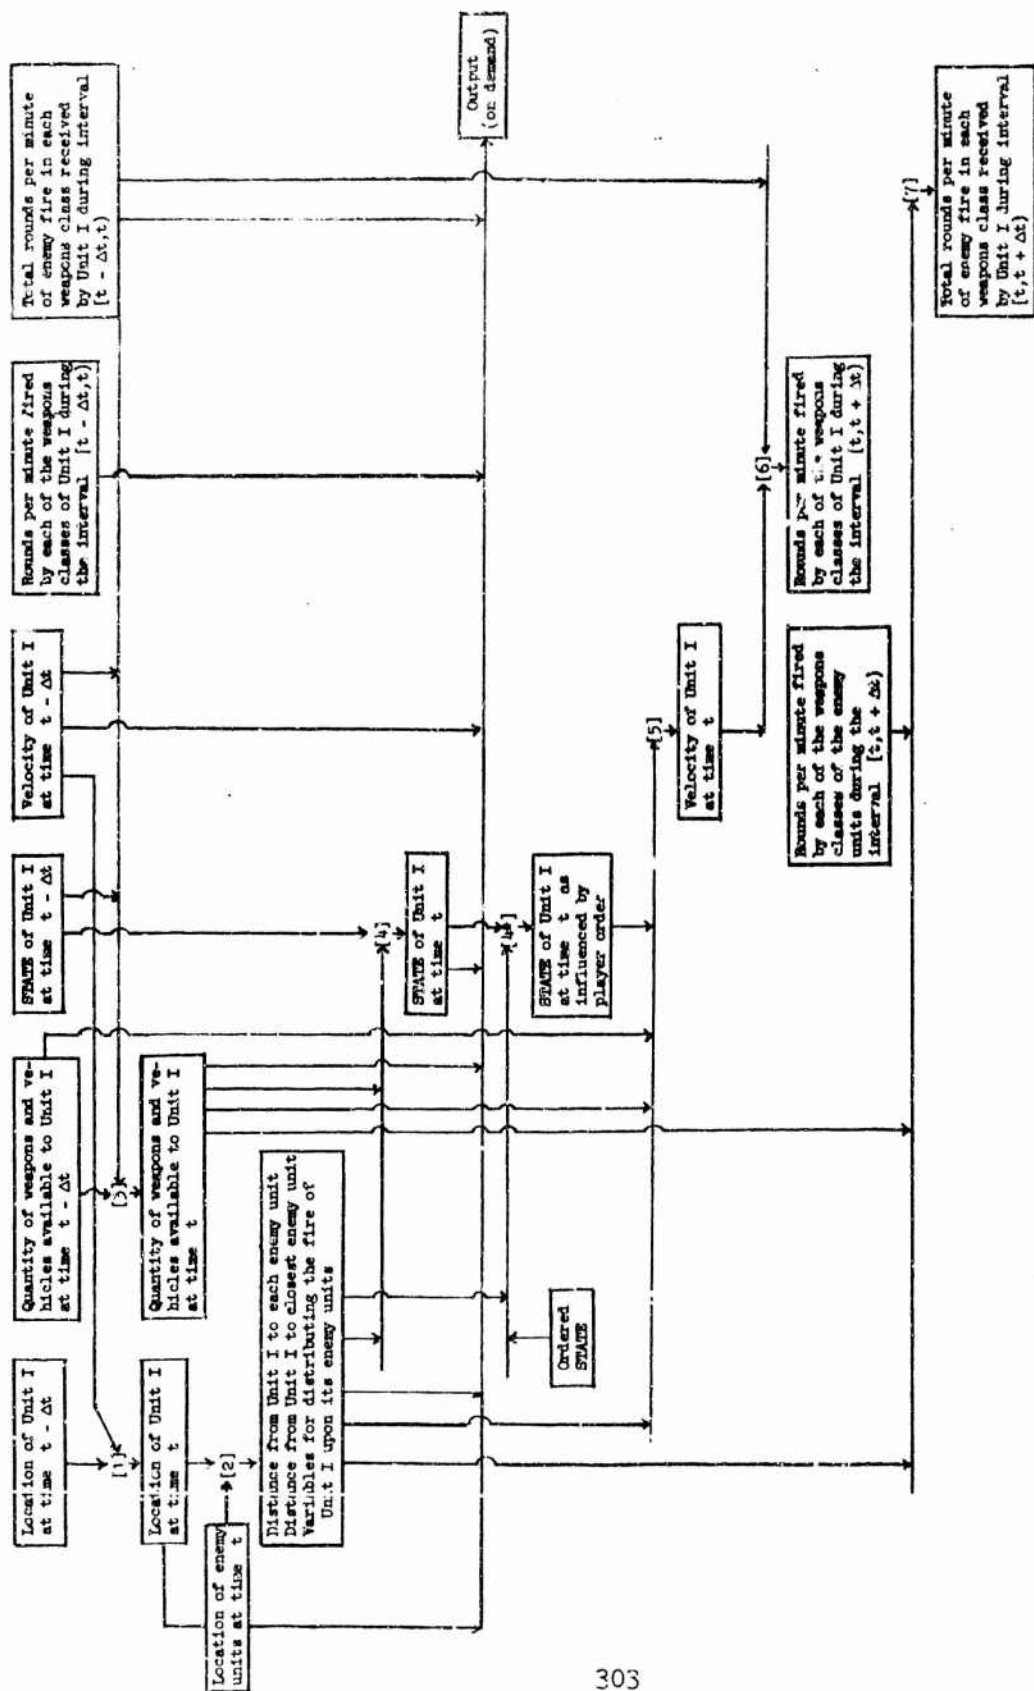 Location of Unit I
at time t - Δt
Quantity of weapons and ve-
hicles available to Unit I
at time t - Δt
STATE of Unit I
at time t - Δt
Velocity of Unit I
at time t - Δt
Rounds per minute fired
by each of the weapons
classes of Unit I during
the interval [t - Δt,t)
Total rounds per minute
of enemy fire in each
weapons class received
by Unit I during interval
[t - Δt,t)
[1]
[3]
Location of Unit I
at time t
Quantity of weapons and ve-
hicles available to Unit I
at time t
Location of enemy
units at time t
[2]
Distance from Unit I to each enemy unit
Distance from Unit I to closest enemy unit
Variables for distributing the fire of
Unit I upon its enemy units
[4]
STATE of Unit I
at time t
Output
(on demand)
Ordered
STATE
[4]
STATE of Unit I
at time t as
influenced by
player order
[5]
Velocity of Unit I
at time t
[6]
Rounds per minute fired
by each of the weapons
classes of the enemy
units during the
interval [t,t + Δt)
Rounds per minute fired
by each of the weapons
classes of Unit I during
the interval [t,t + Δt)
[7]
Total rounds per minute
of enemy fire in each
weapons class received
by Unit I during interval
[t,t + Δt)
303